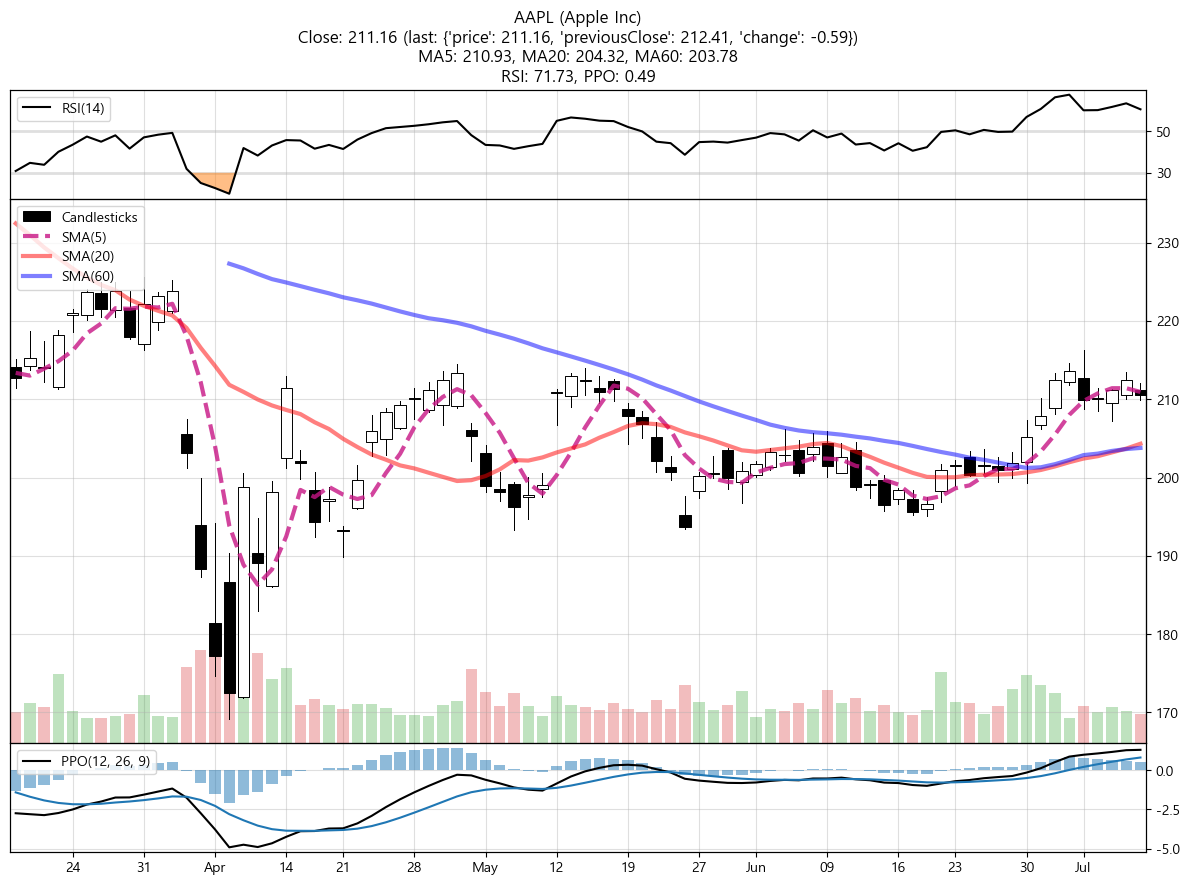 AAPL (Apple Inc)
Close: 211.16 (last: {'price': 211.16, 'previousClose': 212.41, 'change': -0.59})
MA5: 210.93, MA20: 204.32, MA60: 203.78
RSI: 71.73, PPO: 0.49
RSI(14)
50
30
Candlesticks
SMA(5)
SMA(20)
SMA(60)
230
220
210
200
190
180
170
PPO(12, 26, 9)
0.0
-2.5
-5.0
24 31 Apr 14 21 28 May 12 19 27 Jun 09 16 23 30 Jul